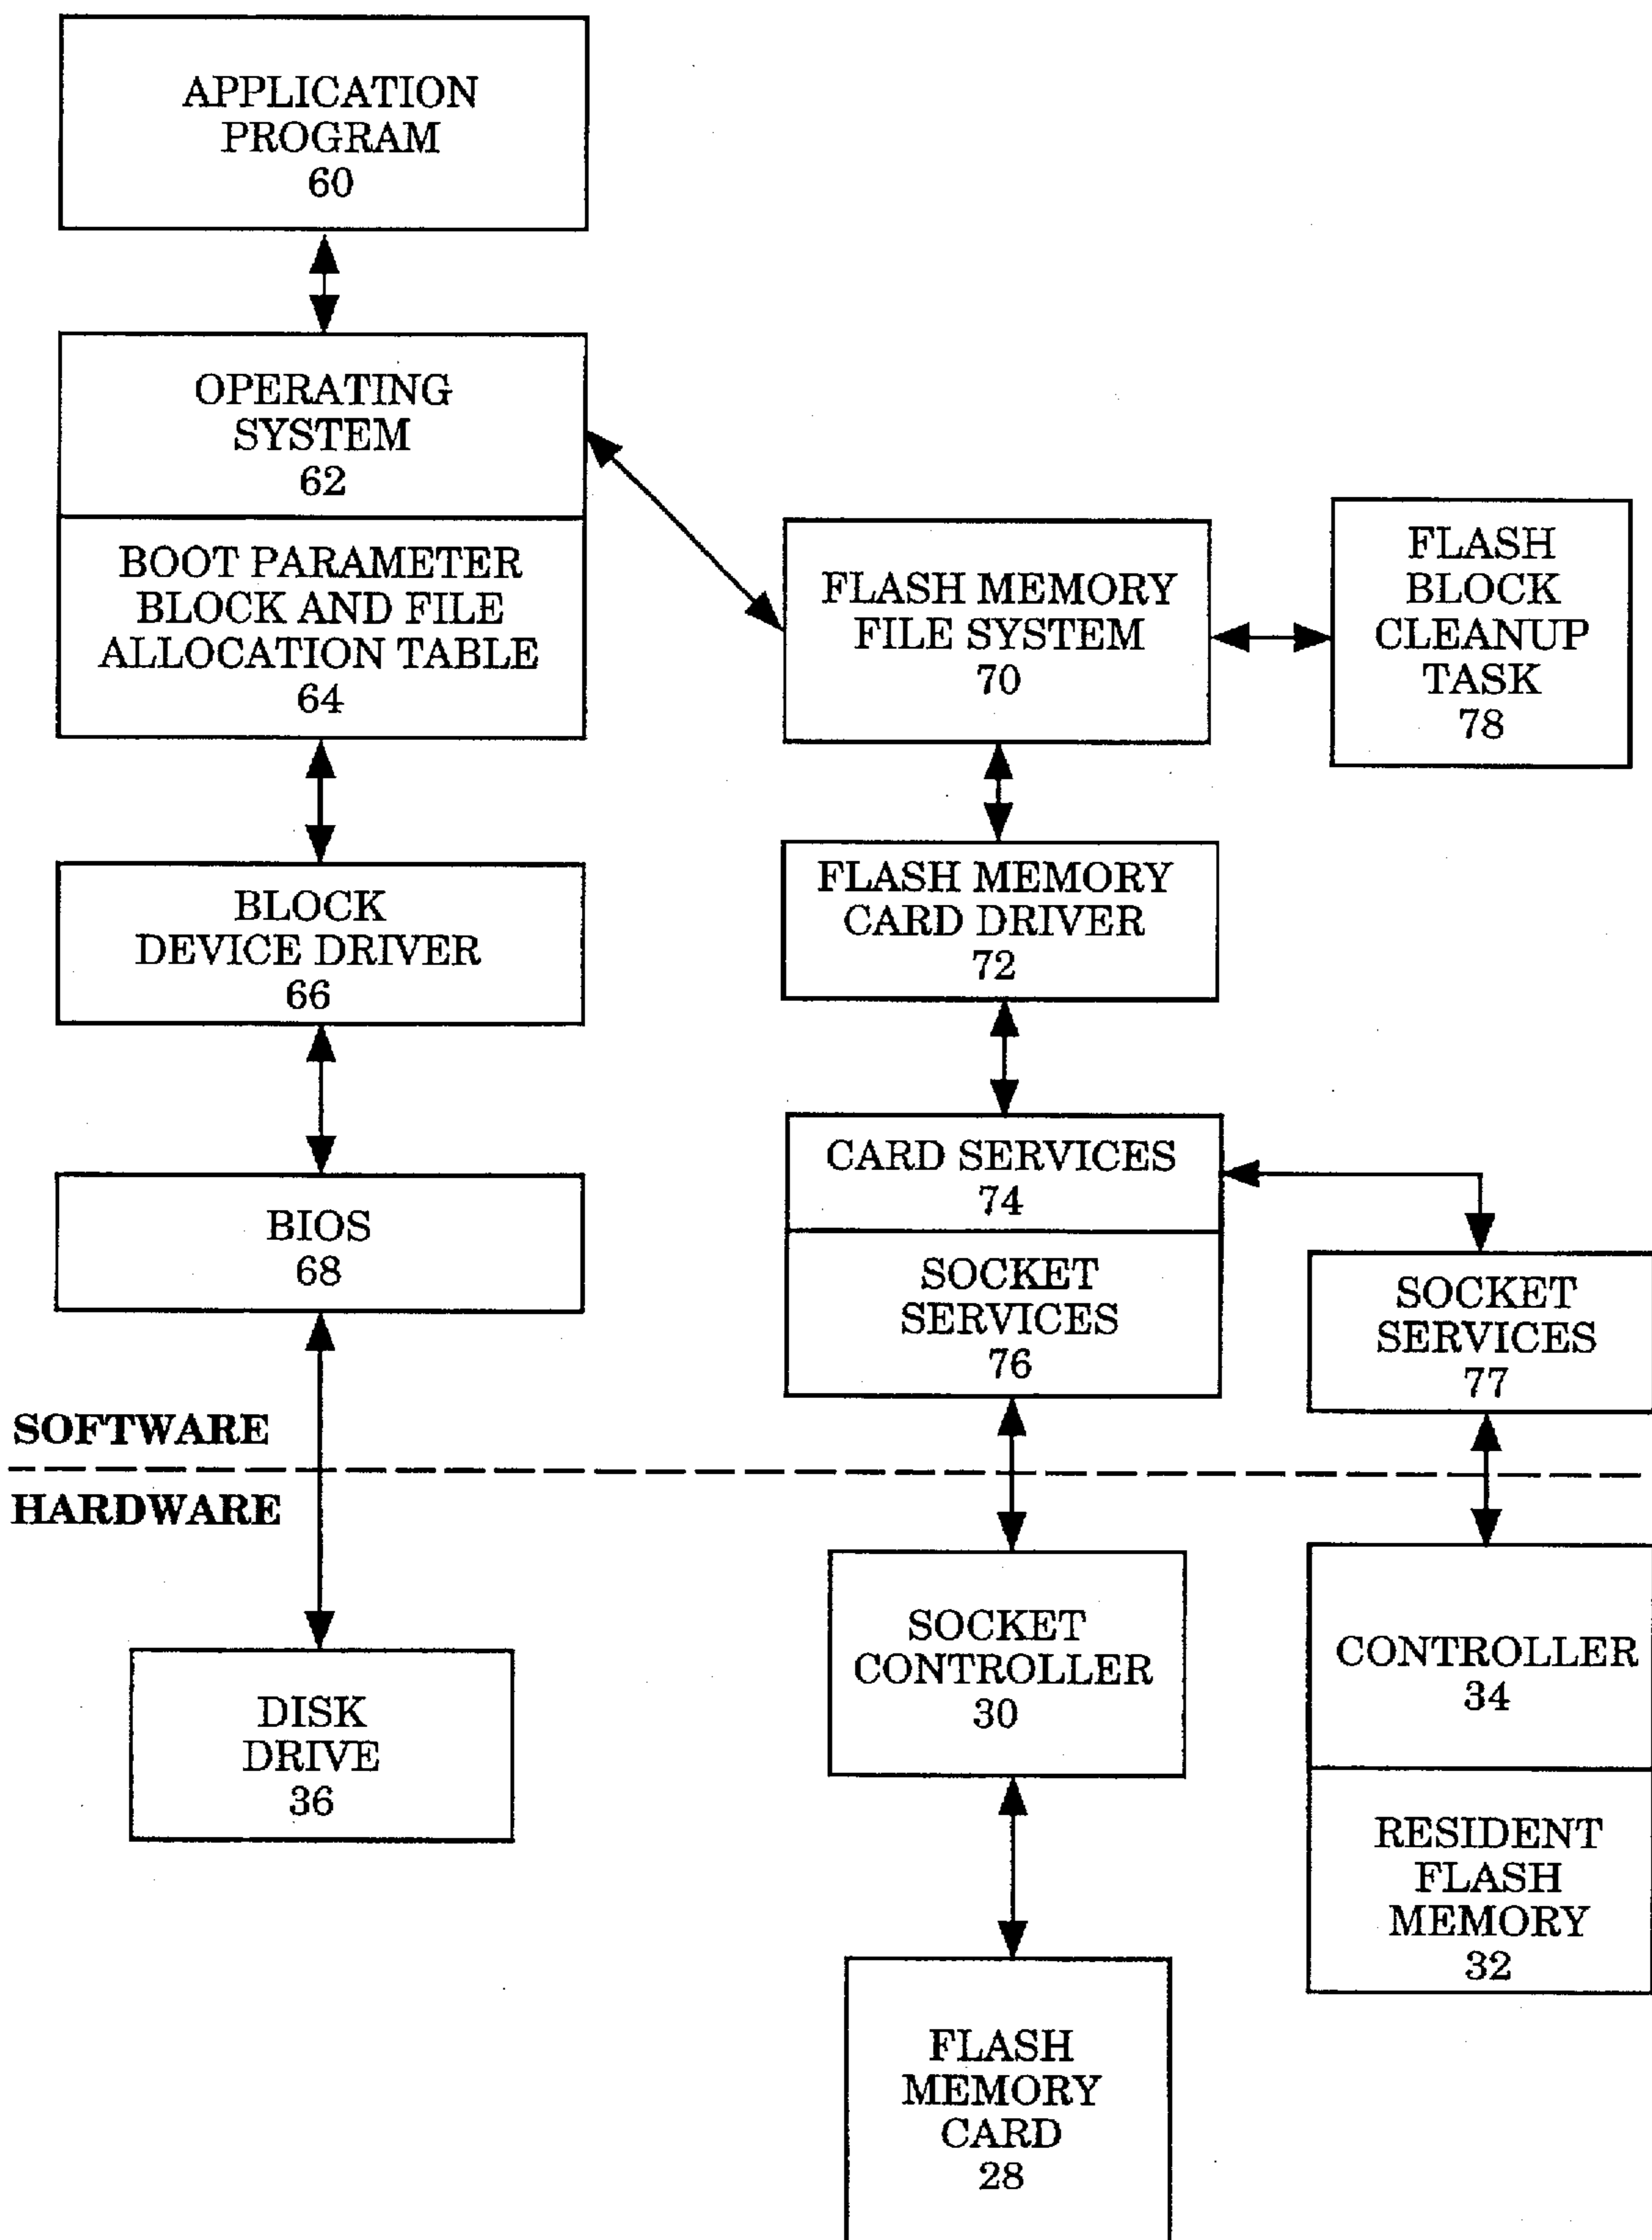 APPLICATION
PROGRAM
60
OPERATING
SYSTEM
62
BOOT PARAMETER
BLOCK AND FILE
ALLOCATION TABLE
64
BLOCK
DEVICE DRIVER
66
BIOS
68
FLASH MEMORY
FILE SYSTEM
70
FLASH
BLOCK
CLEANUP
TASK
78
FLASH MEMORY
CARD DRIVER
72
CARD SERVICES
74
SOCKET
SERVICES
76
SOCKET
SERVICES
77
SOFTWARE
HARDWARE
DISK
DRIVE
36
SOCKET
CONTROLLER
30
CONTROLLER
34
RESIDENT
FLASH
MEMORY
32
FLASH
MEMORY
CARD
28